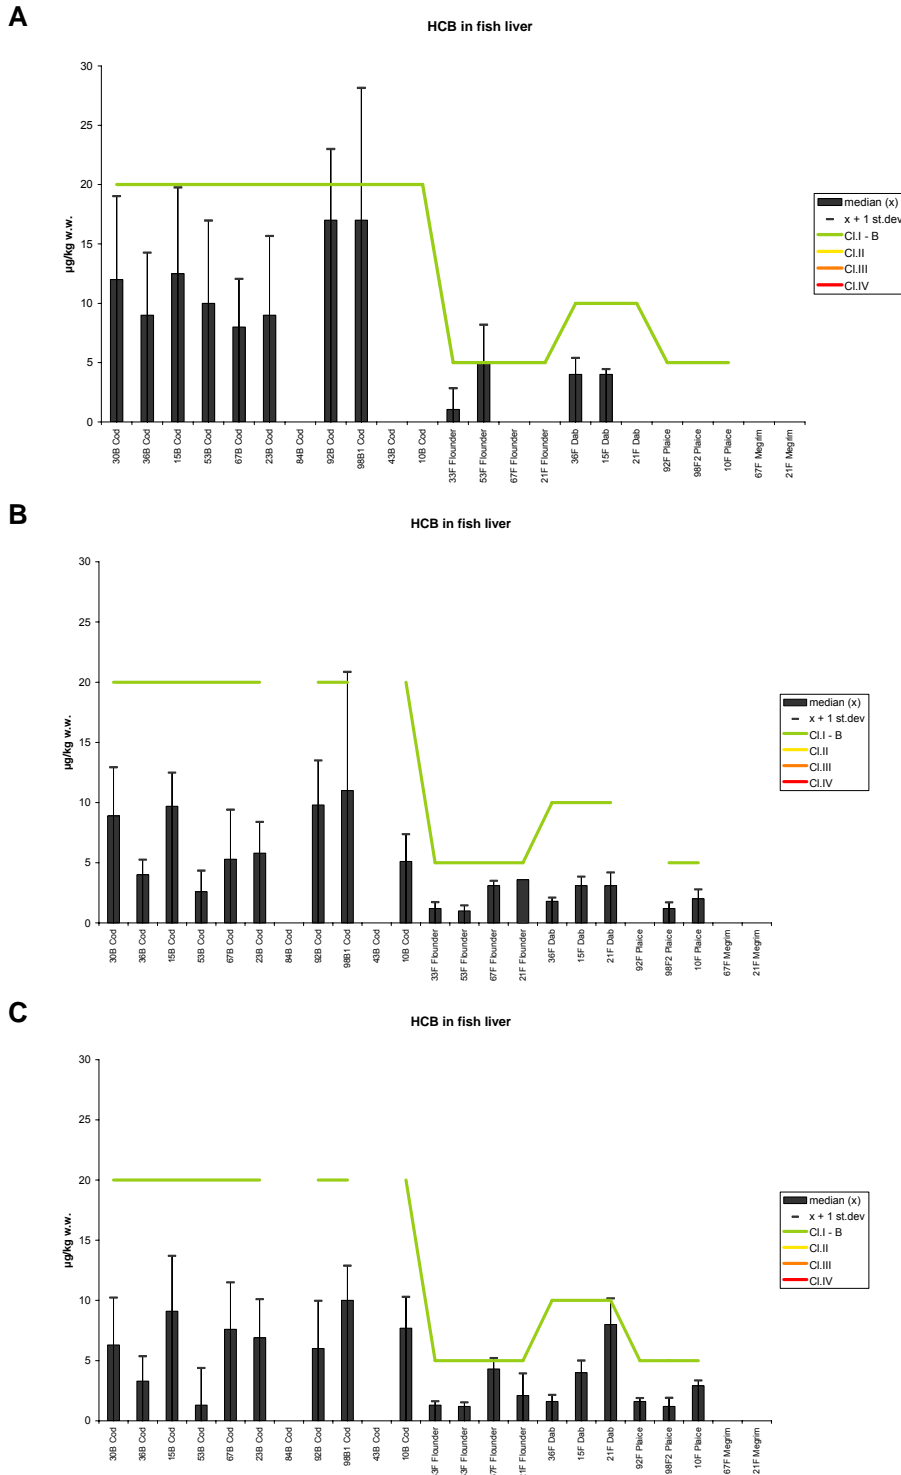 A
HCB in fish liver
µg/kg w.w.
30
25
20
15
10
5
0
30B Cod
36B Cod
15B Cod
53B Cod
67B Cod
23B Cod
84B Cod
92B Cod
98B1 Cod
43B Cod
10B Cod
33F Flounder
53F Flounder
67F Flounder
21F Flounder
36F Dab
15F Dab
21F Dab
92F Plaice
98F2 Plaice
10F Plaice
67F Megrim
21F Megrim
median (x)
x + 1 st.dev
Cl.I - B
Cl.II
Cl.III
Cl.IV
B
HCB in fish liver
µg/kg w.w.
30
25
20
15
10
5
0
30B Cod
36B Cod
15B Cod
53B Cod
67B Cod
23B Cod
84B Cod
92B Cod
98B1 Cod
43B Cod
10B Cod
33F Flounder
53F Flounder
67F Flounder
21F Flounder
36F Dab
15F Dab
21F Dab
92F Plaice
98F2 Plaice
10F Plaice
67F Megrim
21F Megrim
median (x)
x + 1 st.dev
Cl.I - B
Cl.II
Cl.III
Cl.IV
C
HCB in fish liver
µg/kg w.w.
30
25
20
15
10
5
0
30B Cod
36B Cod
15B Cod
53B Cod
67B Cod
23B Cod
84B Cod
92B Cod
98B1 Cod
43B Cod
10B Cod
Flounder
Flounder
Flounder
Flounder
36F Dab
15F Dab
21F Dab
92F Plaice
98F2 Plaice
10F Plaice
67F Megrim
21F Megrim
median (x)
x + 1 st.dev
Cl.I - B
Cl.II
Cl.III
Cl.IV